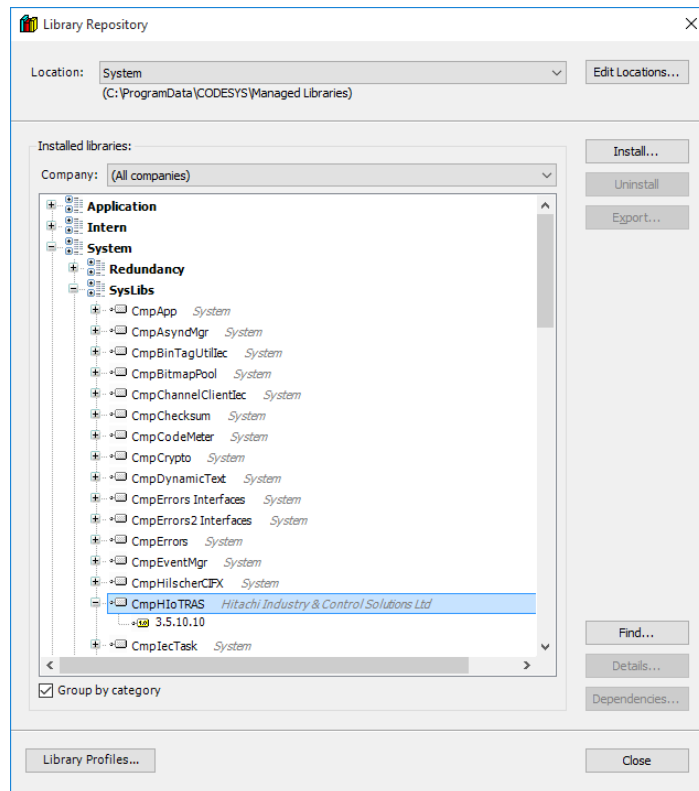 Library Repository
Location: System Edit Locations...
(C:\ProgramData\CODESYS\Managed Libraries)
Installed libraries:
Install...
Company: (All companies)
Uninstall
Application
Export...
Intern
System
Redundancy
SysLibs
CmpApp System
CmpAsyncMgr System
CmpBinTagUtilIec System
CmpBitmapPool System
CmpChannelClientIec System
CmpChecksum System
CmpCodeMeter System
CmpCrypto System
CmpDynamicText System
CmpErrors Interfaces System
CmpErrors2 Interfaces System
CmpErrors System
CmpEventMgr System
CmpHilscherCIFX System
CmpHIoTRAS Hitachi Industry & Control Solutions Ltd
1.0 3.5.10.10
Find...
CmpIecTask System
Details...
Group by category
Dependencies...
Library Profiles... Close